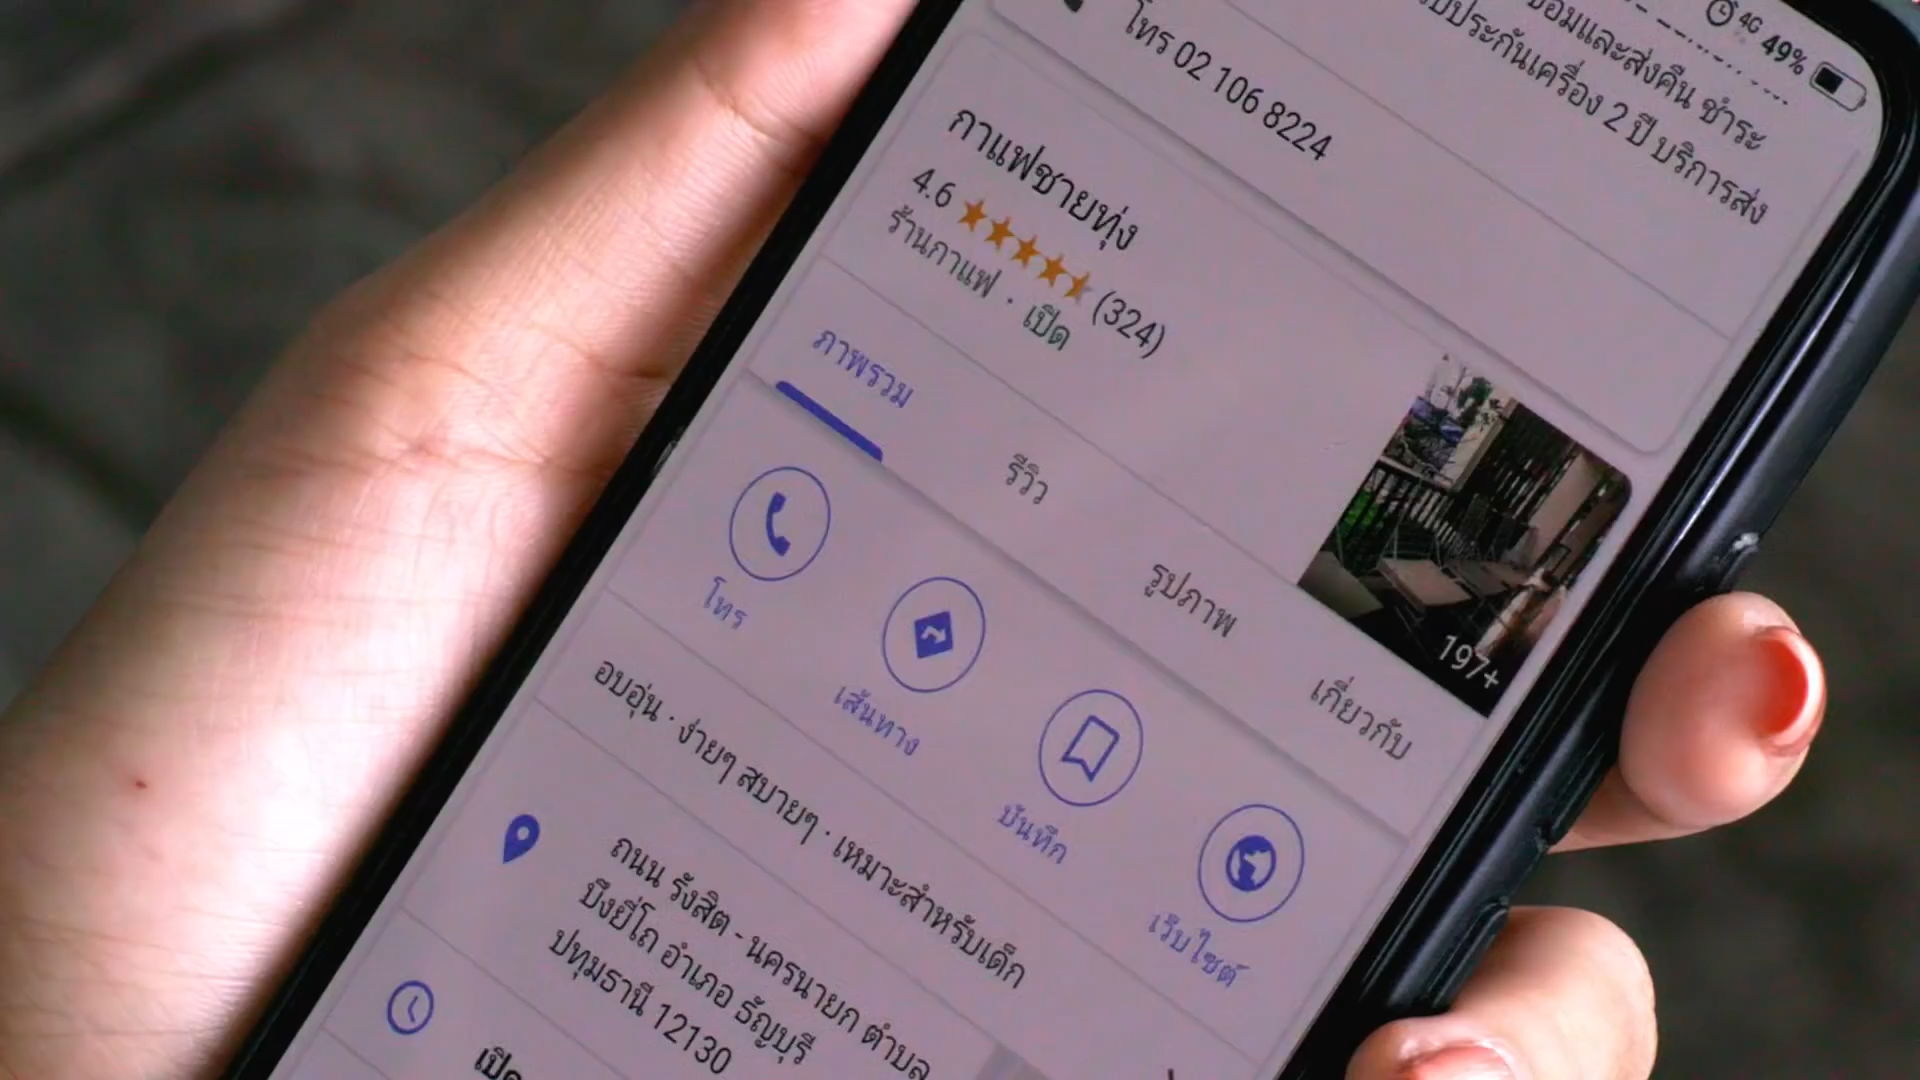 4G 49%
ซ่อมและส่งคืน ชำระ
ประกันเครื่อง 2 ปี บริการส่ง
โทร 02 106 8224
กาแฟชายทุ่ง
4.6 (324)
ร้านกาแฟ · เปิด
197+
ภาพรวม รีวิว รูปภาพ เกี่ยวกับ
โทร เส้นทาง บันทึก เว็บไซต์
อบอุ่น · ง่ายๆ สบายๆ · เหมาะสำหรับเด็ก
ถนน รังสิต - นครนายก ตำบล
บึงยี่โถ อำเภอ ธัญบุรี
ปทุมธานี 12130